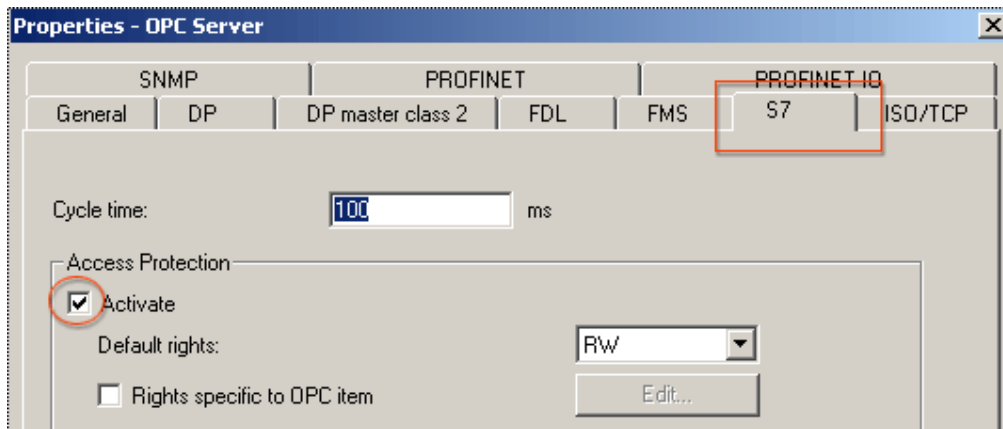 Properties - OPC Server
SNMP PROFINET PROFINET IO
General DP DP master class 2 FDL FMS S7 ISO/TCP
Cycle time: 100 ms
Access Protection
Activate
Default rights: RW
Rights specific to OPC item Edit...